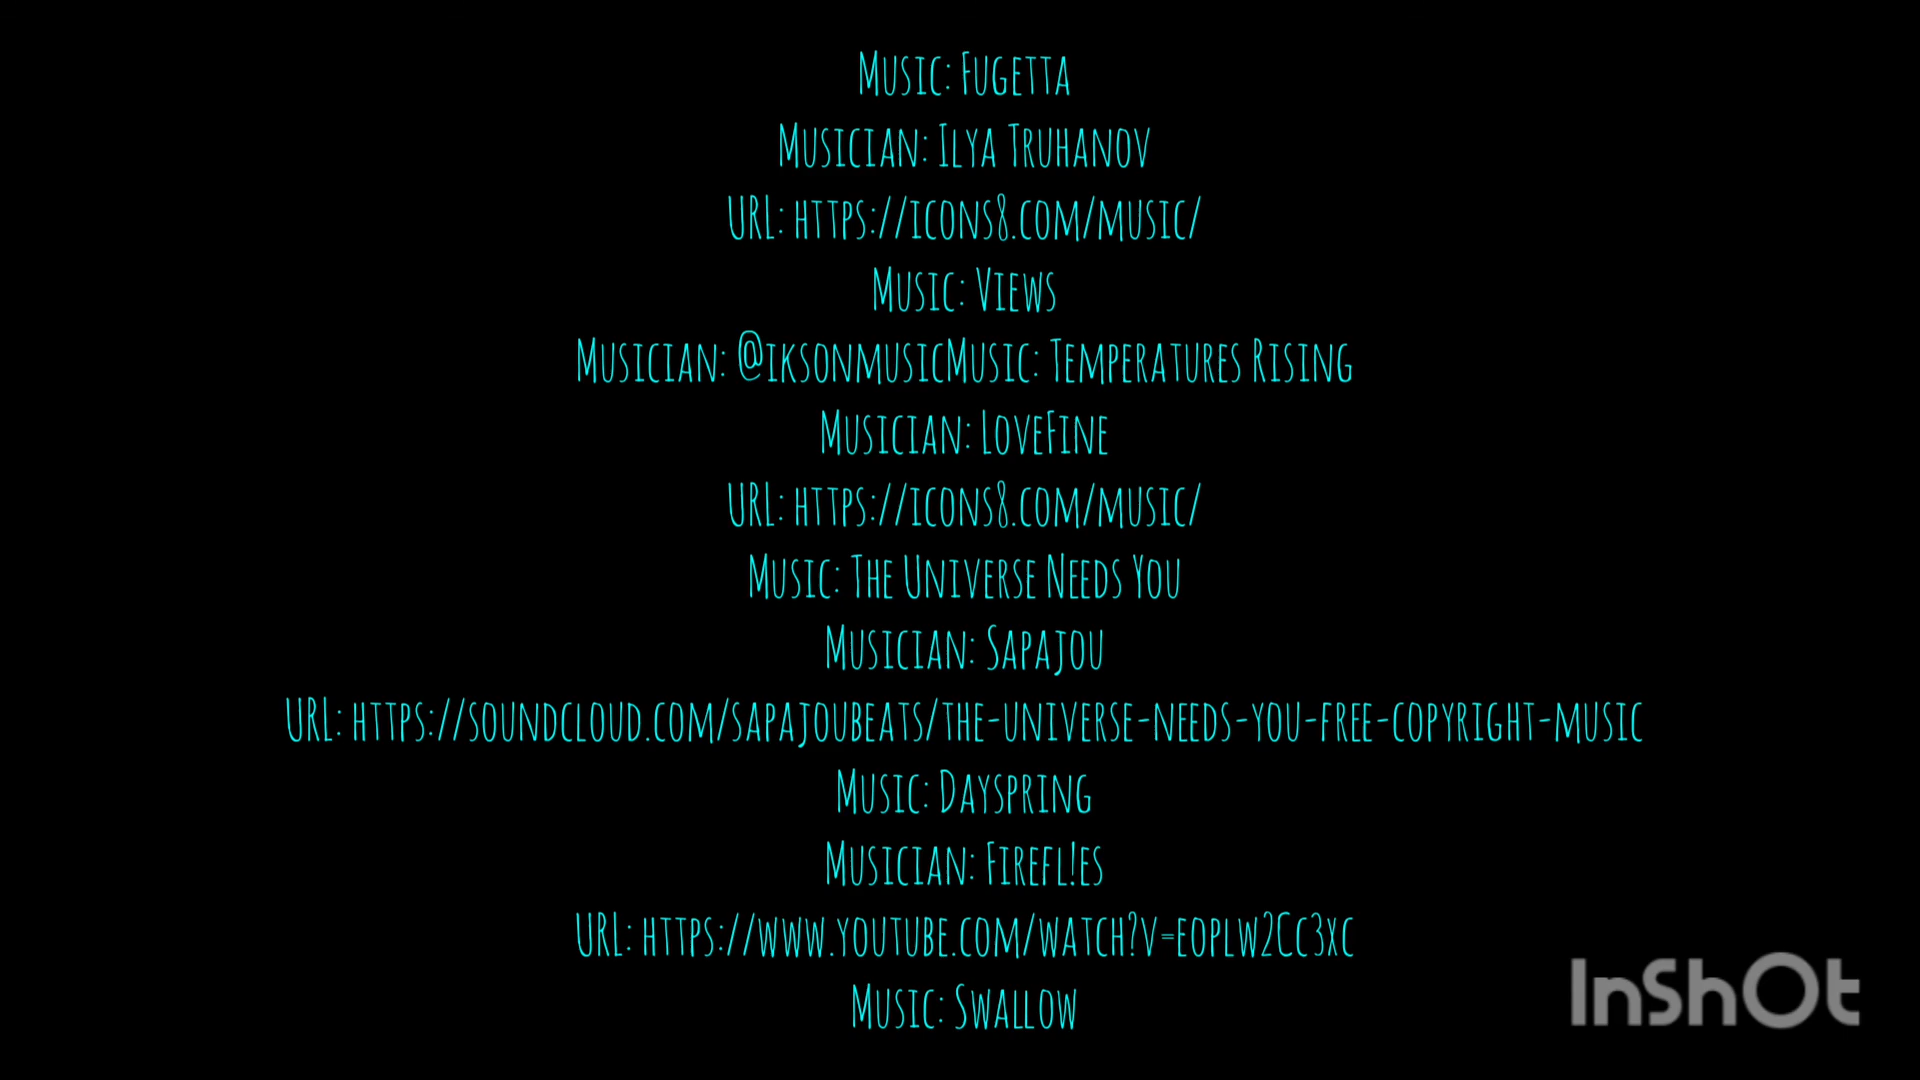 Music: Fugetta
Musician: Ilya Truhanov
URL: https://icons8.com/music/
Music: Views
Musician: @iksonmusicMusic: Temperatures Rising
Musician: LoveFine
URL: https://icons8.com/music/
Music: The Universe Needs You
Musician: Sapajou
URL: https://soundcloud.com/sapajoubeats/the-universe-needs-you-free-copyright-music
Music: Dayspring
Musician: Firefl!es
URL: https://www.youtube.com/watch?v=eoplw2Cc3xc
Music: Swallow
InShOt